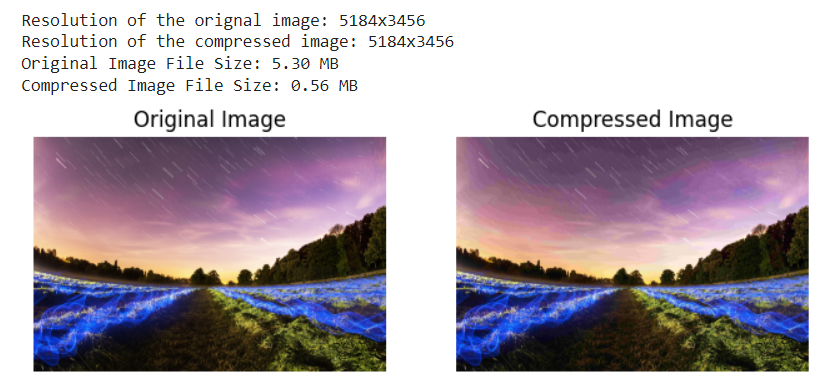 Resolution of the orignal image: 5184x3456
Resolution of the compressed image: 5184x3456
Original Image File Size: 5.30 MB
Compressed Image File Size: 0.56 MB
Original Image
Compressed Image